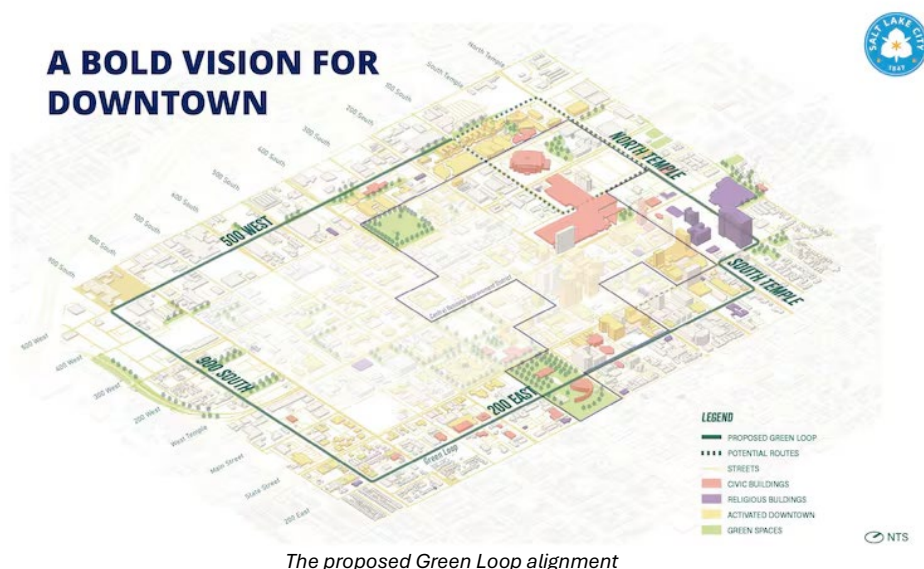 A BOLD VISION FOR
DOWNTOWN
SALT LAKE CITY
1847
North Temple
South Temple
100 South
200 South
300 South
400 South
500 South
600 South
700 South
800 South
900 South
500 WEST
NORTH TEMPLE
SOUTH TEMPLE
900 SOUTH
200 EAST
Green Loop
600 West
400 West
300 West
200 West
West Temple
Main Street
State Street
200 East
LEGEND
PROPOSED GREEN LOOP
POTENTIAL ROUTES
STREETS
CIVIC BUILDINGS
RELIGIOUS BULDINGS
ACTIVATED DOWNTOWN
GREEN SPACES
NTS
The proposed Green Loop alignment